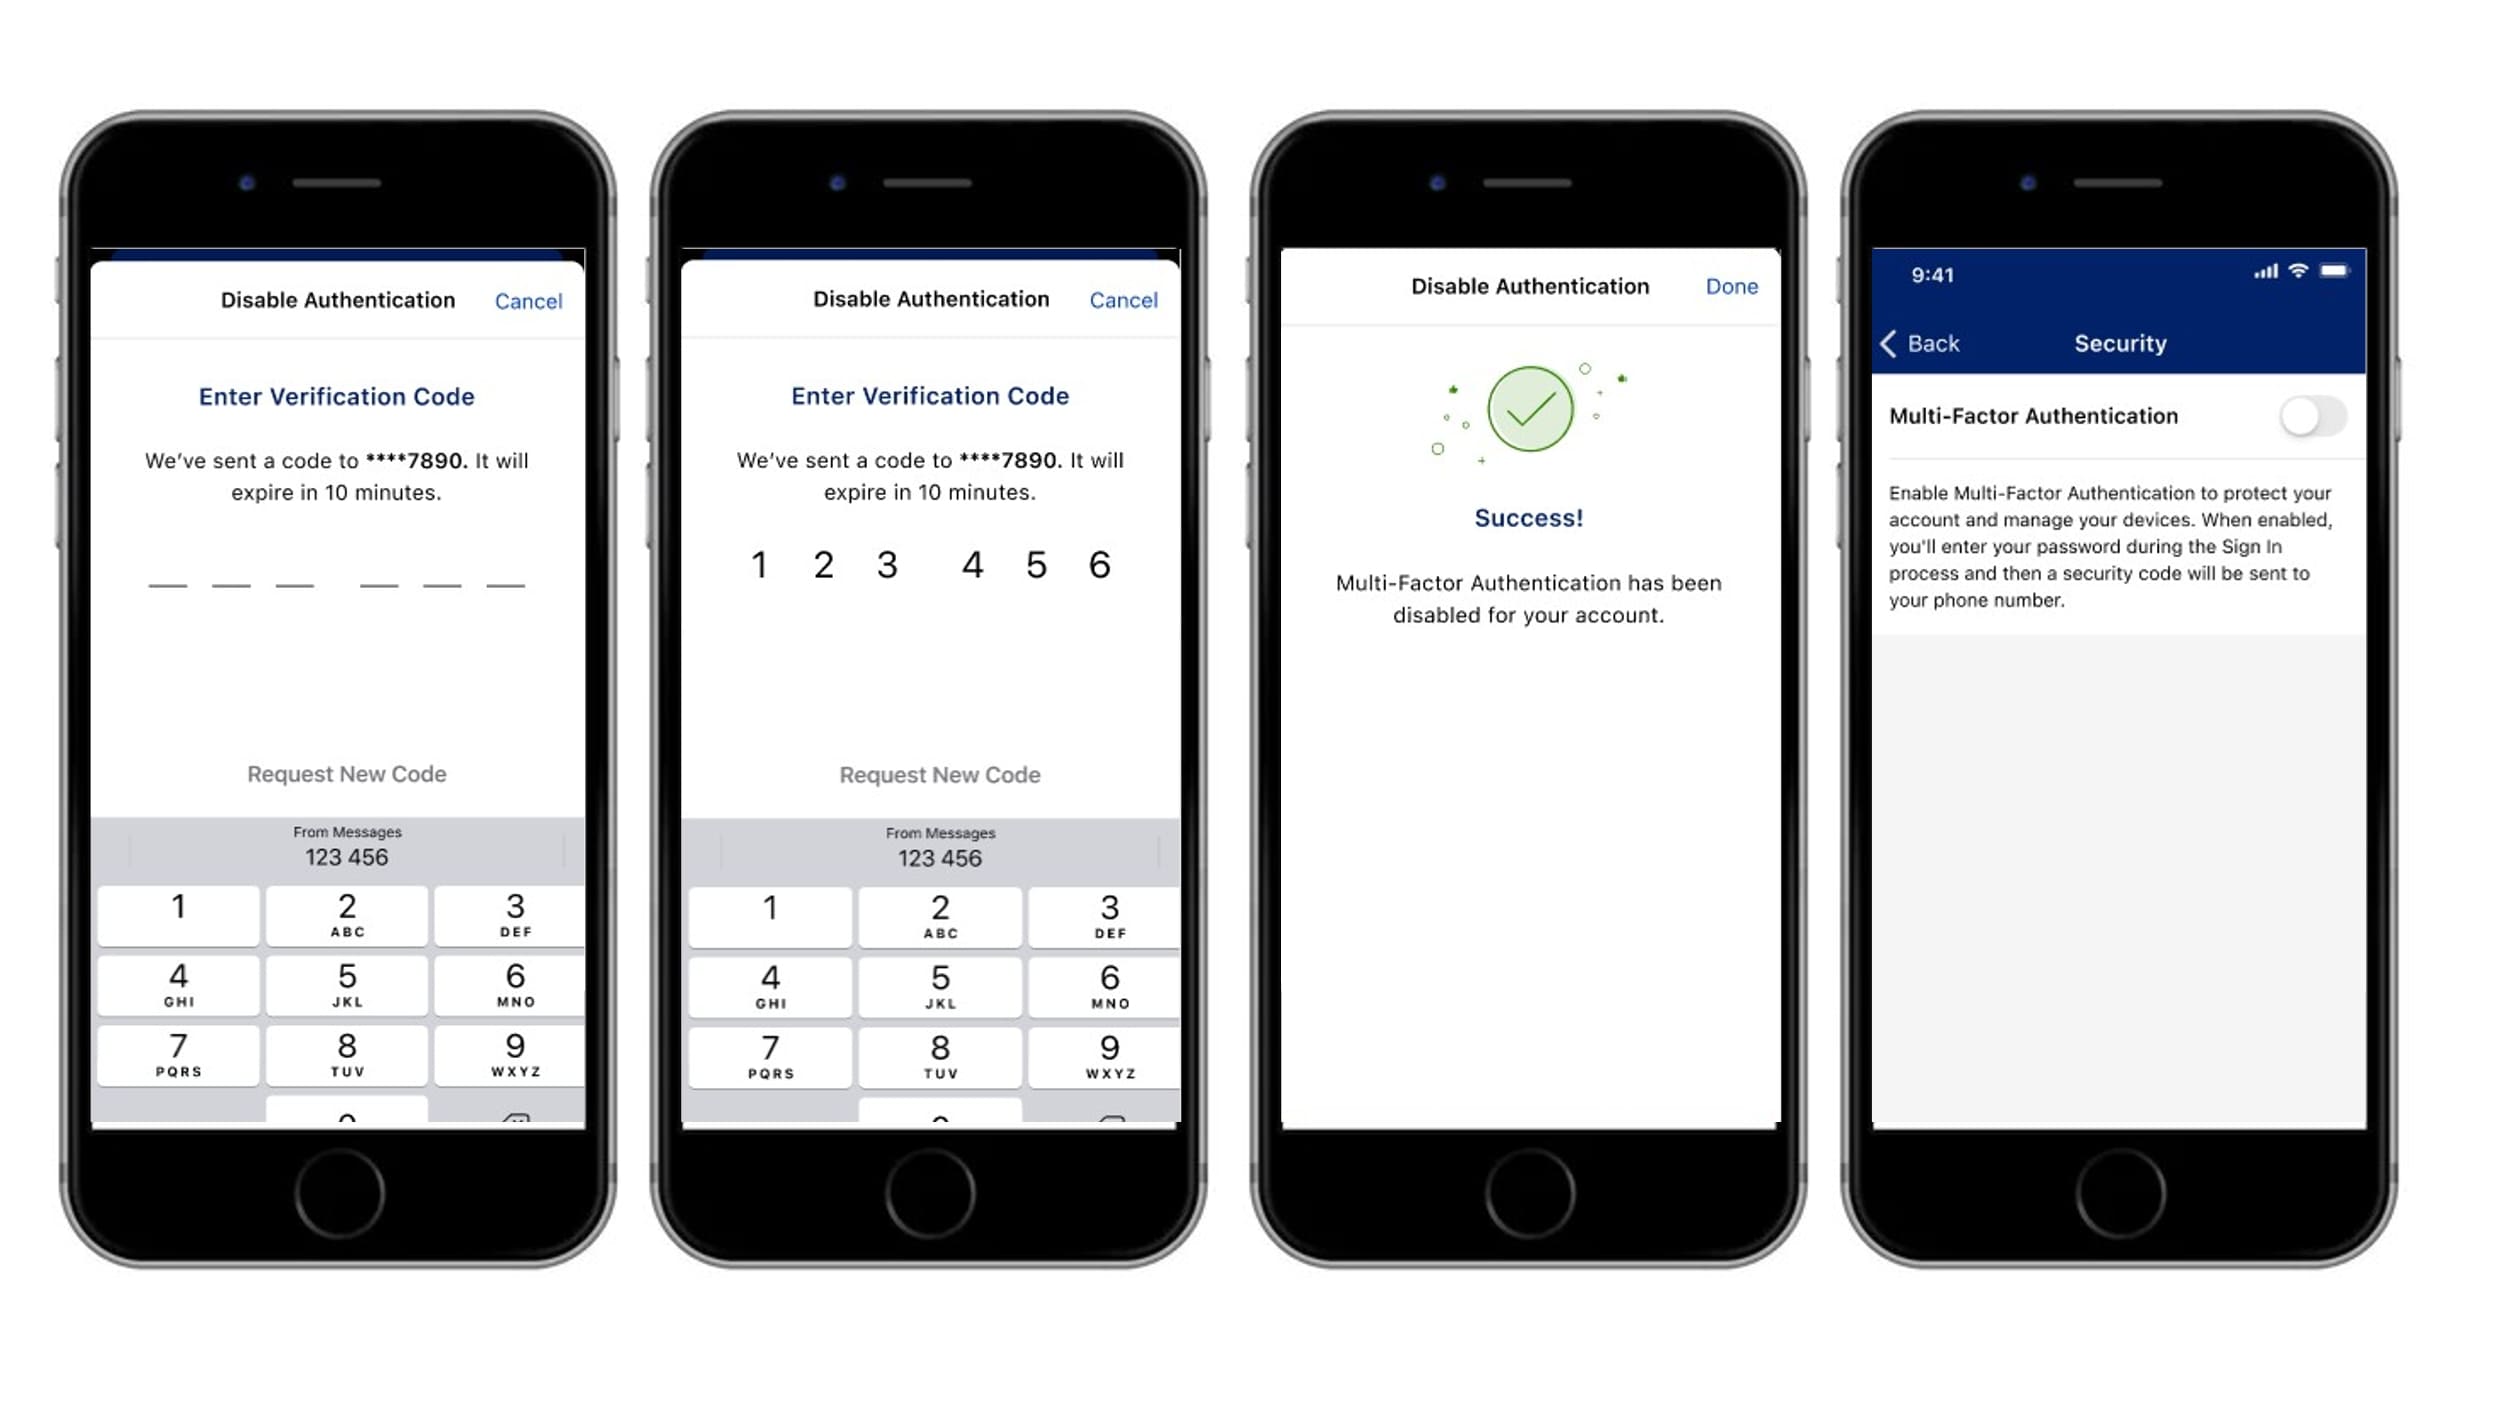 Disable Authentication Cancel
Enter Verification Code
We've sent a code to ****7890. It will
expire in 10 minutes.
Request New Code
From Messages
123 456
1 2 3
ABC DEF
4 5 6
GHI JKL MNO
7 8 9
PQRS TUV WXYZ
Disable Authentication Cancel
Enter Verification Code
We've sent a code to ****7890. It will
expire in 10 minutes.
1 2 3 4 5 6
Request New Code
From Messages
123 456
1 2 3
ABC DEF
4 5 6
GHI JKL MNO
7 8 9
PQRS TUV WXYZ
Disable Authentication Done
Success!
Multi-Factor Authentication has been
disabled for your account.
9:41
Back Security
Multi-Factor Authentication
Enable Multi-Factor Authentication to protect your
account and manage your devices. When enabled,
you'll enter your password during the Sign In
process and then a security code will be sent to
your phone number.